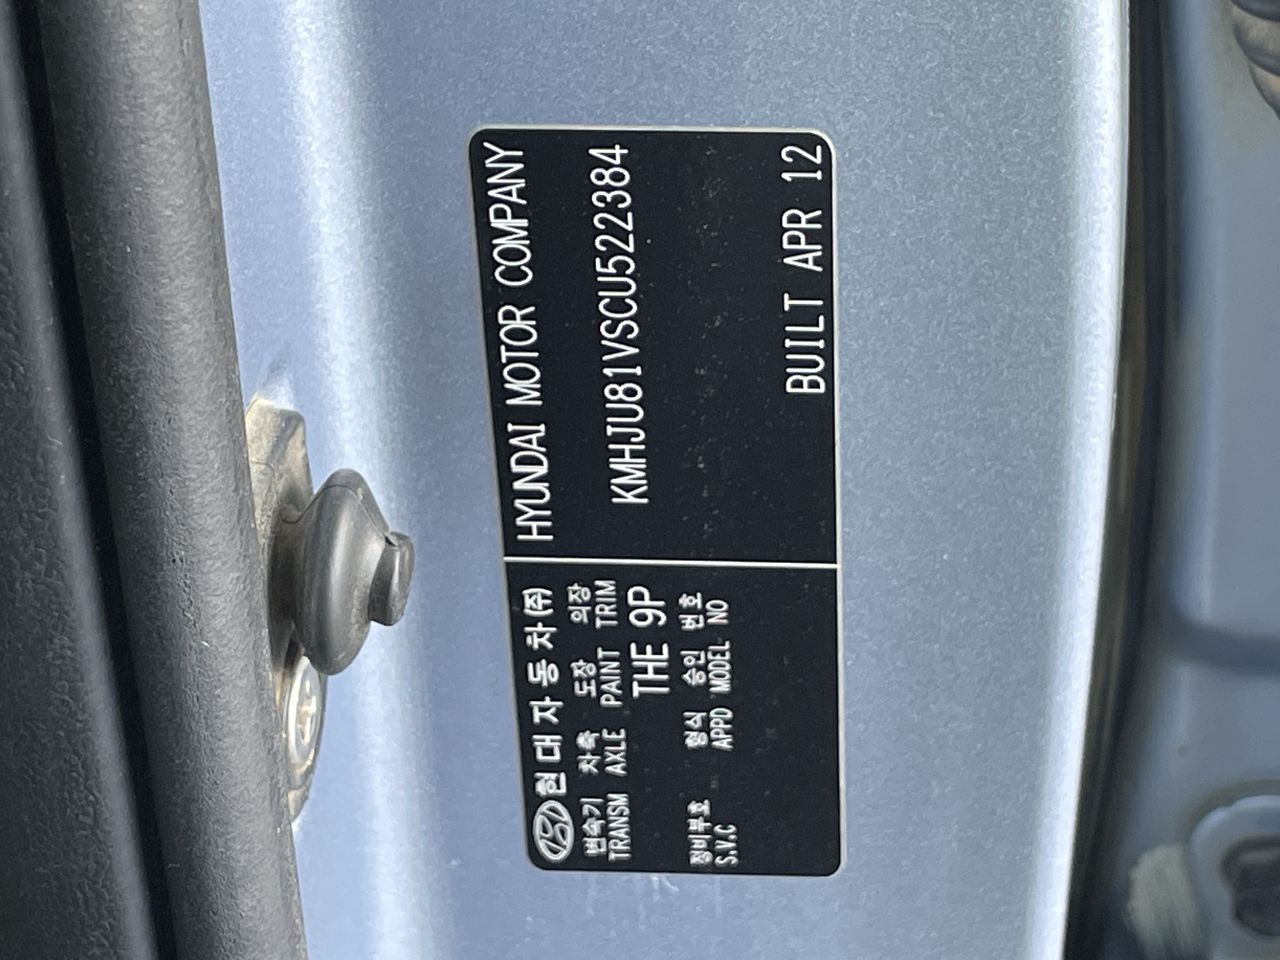 현대자동차(주)
변속기 차축 도장 의장
TRANSM AXLE PAINT TRIM
THE 9P
정비부호 형식 승인 번호
S.V.C APPD MODEL NO
HYUNDAI MOTOR COMPANY
KMHJU81VSCU522384
BUILT APR 12